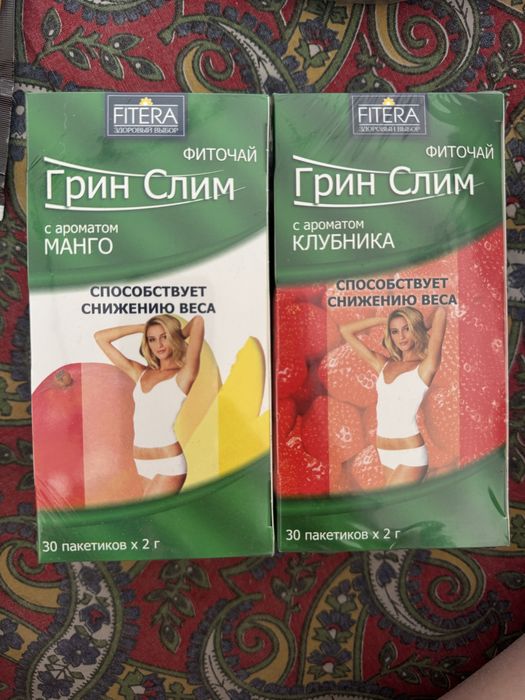 FITERA
ЗДОРОВЫЙ ВЫБОР
ФИТОЧАЙ
Грин Слим
с ароматом
МАНГО
СПОСОБСТВУЕТ
СНИЖЕНИЮ ВЕСА
30 пакетиков х 2 г
FITERA
ЗДОРОВЫЙ ВЫБОР
ФИТОЧАЙ
Грин Слим
с ароматом
КЛУБНИКА
СПОСОБСТВУЕТ
СНИЖЕНИЮ ВЕСА
30 пакетиков х 2 г